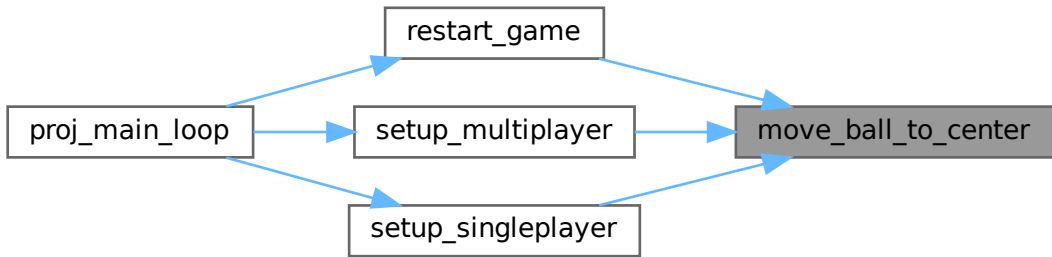 restart_game
proj_main_loop
setup_multiplayer
move_ball_to_center
setup_singleplayer